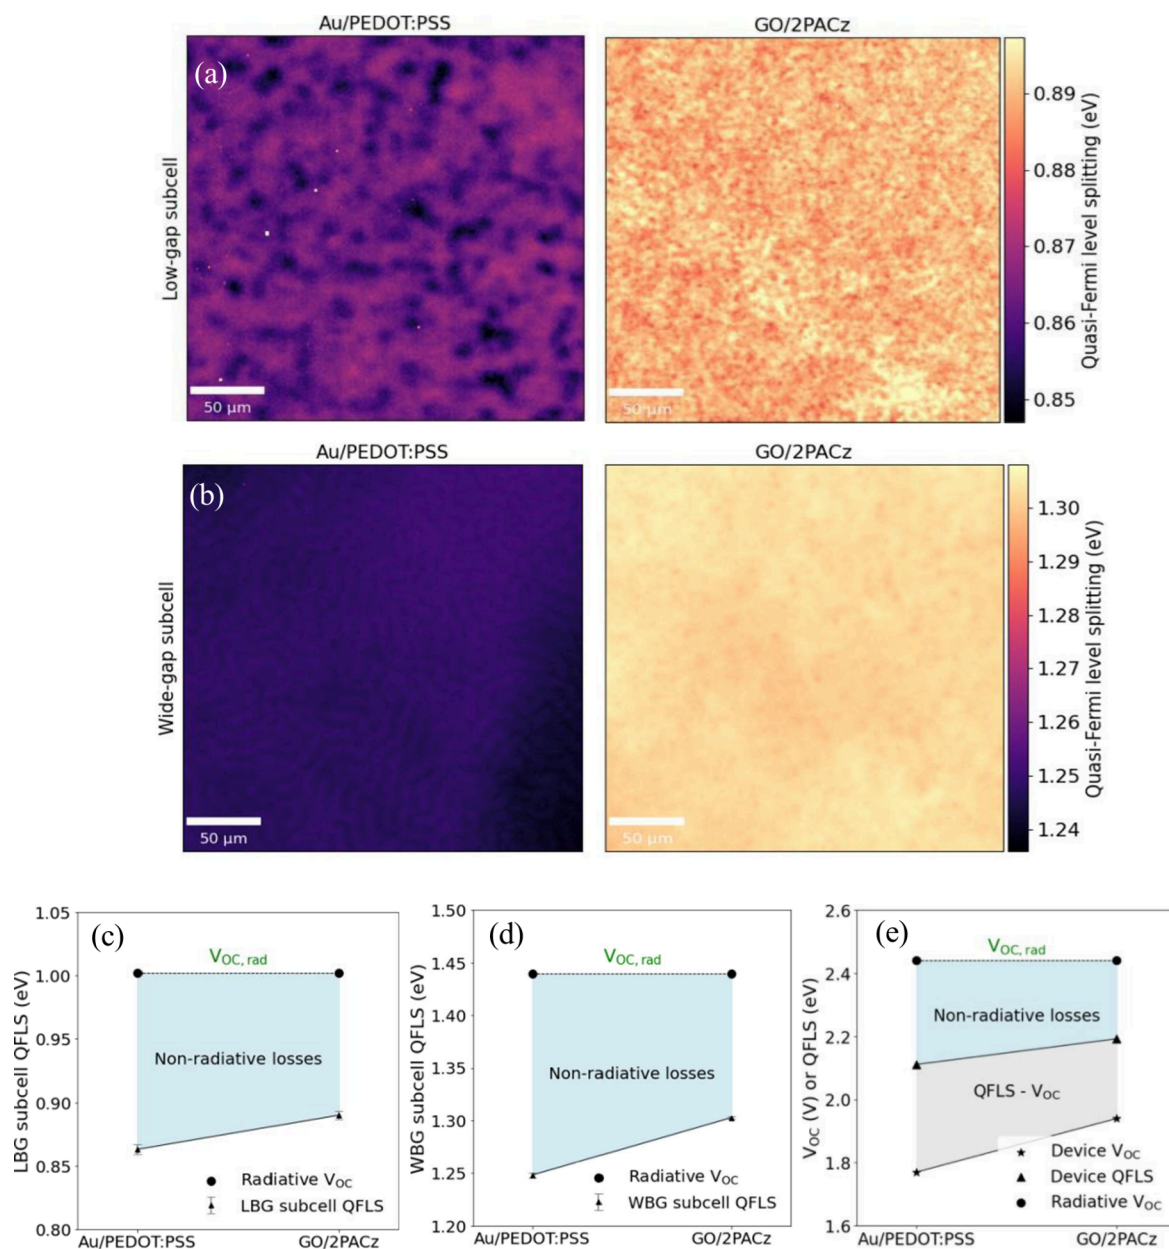 Au/PEDOT:PSS
GO/2PACz
(a)
Low-gap subcell
50 µm
50 µm
0.89
0.88
0.87
0.86
0.85
Quasi-Fermi level splitting (eV)
Au/PEDOT:PSS
GO/2PACz
(b)
Wide-gap subcell
50 µm
50 µm
1.30
1.29
1.28
1.27
1.26
1.25
1.24
Quasi-Fermi level splitting (eV)
(c)
LBG subcell QFLS (eV)
1.05
1.00
0.95
0.90
0.85
0.80
VOC, rad
Non-radiative losses
Radiative VOC
LBG subcell QFLS
Au/PEDOT:PSS
GO/2PACz
(d)
WBG subcell QFLS (eV)
1.50
1.45
1.40
1.35
1.30
1.25
1.20
VOC, rad
Non-radiative losses
Radiative VOC
WBG subcell QFLS
Au/PEDOT:PSS
GO/2PACz
(e)
VOC (V) or QFLS (eV)
2.6
2.4
2.2
2.0
1.8
1.6
VOC, rad
Non-radiative losses
QFLS - VOC
Device VOC
Device QFLS
Radiative VOC
Au/PEDOT:PSS
GO/2PACz